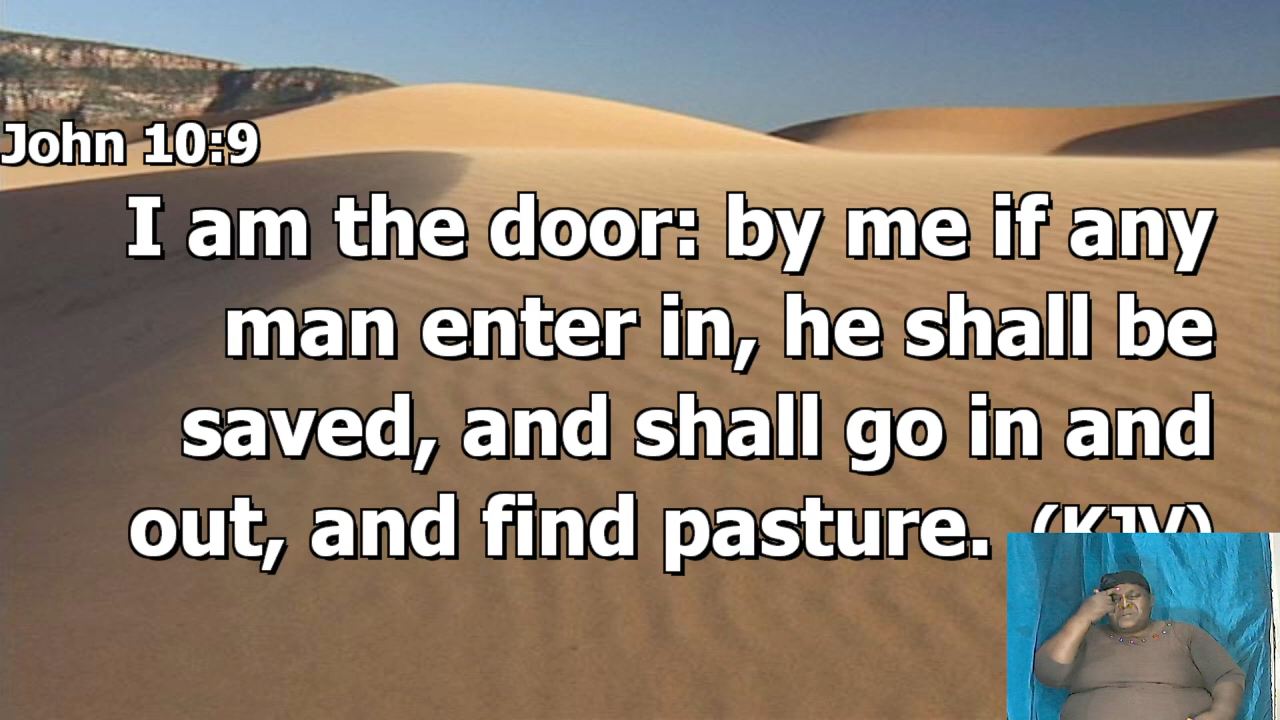 John 10:9
I am the door: by me if any
man enter in, he shall be
saved, and shall go in and
out, and find pasture. (KJV)